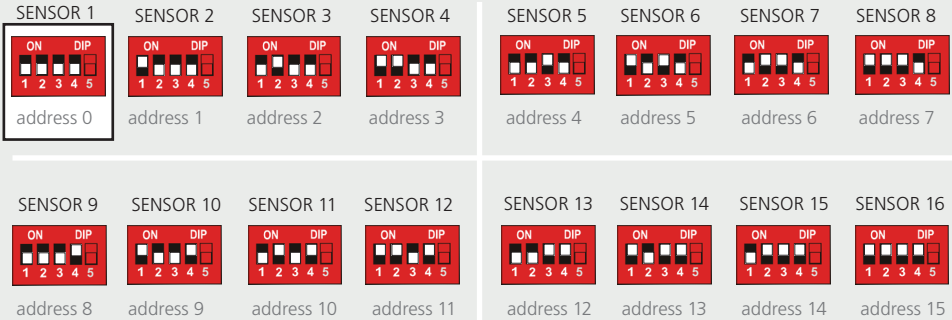 SENSOR 1 SENSOR 2 SENSOR 3 SENSOR 4 SENSOR 5 SENSOR 6 SENSOR 7 SENSOR 8
ON DIP ON DIP ON DIP ON DIP ON DIP ON DIP ON DIP ON DIP
1 2 3 4 5 1 2 3 4 5 1 2 3 4 5 1 2 3 4 5 1 2 3 4 5 1 2 3 4 5 1 2 3 4 5 1 2 3 4 5
address 0 address 1 address 2 address 3 address 4 address 5 address 6 address 7
SENSOR 9 SENSOR 10 SENSOR 11 SENSOR 12 SENSOR 13 SENSOR 14 SENSOR 15 SENSOR 16
ON DIP ON DIP ON DIP ON DIP ON DIP ON DIP ON DIP ON DIP
1 2 3 4 5 1 2 3 4 5 1 2 3 4 5 1 2 3 4 5 1 2 3 4 5 1 2 3 4 5 1 2 3 4 5 1 2 3 4 5
address 8 address 9 address 10 address 11 address 12 address 13 address 14 address 15